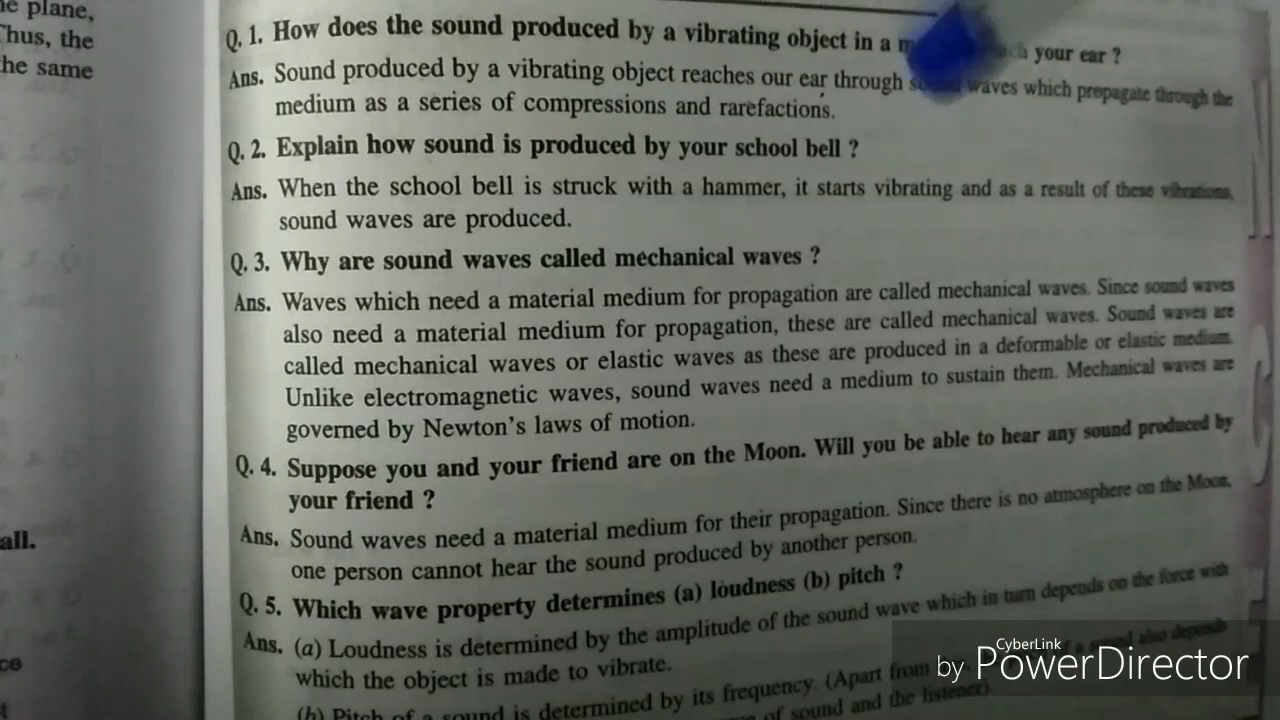 ne plane,
Thus, the
he same
all.
ce
Q. 1. How does the sound produced by a vibrating object in a your ear ?
Ans. Sound produced by a vibrating object reaches our ear through sound waves which propagate through the
medium as a series of compressions and rarefactions.
Q. 2. Explain how sound is produced by your school bell ?
Ans. When the school bell is struck with a hammer, it starts vibrating and as a result of these vibrations,
sound waves are produced.
Q. 3. Why are sound waves called mechanical waves ?
Ans. Waves which need a material medium for propagation are called mechanical waves. Since sound waves
also need a material medium for propagation, these are called mechanical waves. Sound waves are
called mechanical waves or elastic waves as these are produced in a deformable or elastic medium.
Unlike electromagnetic waves, sound waves need a medium to sustain them. Mechanical waves are
governed by Newton's laws of motion.
Q. 4. Suppose you and your friend are on the Moon. Will you be able to hear any sound produced by
your friend ?
Ans. Sound waves need a material medium for their propagation. Since there is no atmosphere on the Moon,
one person cannot hear the sound produced by another person.
Q. 5. Which wave property determines (a) loudness (b) pitch ?
Ans. (a) Loudness is determined by the amplitude of the sound wave which in turn depends on the force with
which the object is made to vibrate.
(b) Pitch of a sound is determined by its frequency. (Apart from of a sound also depends
of sound and the listener)
CyberLink
by PowerDirector